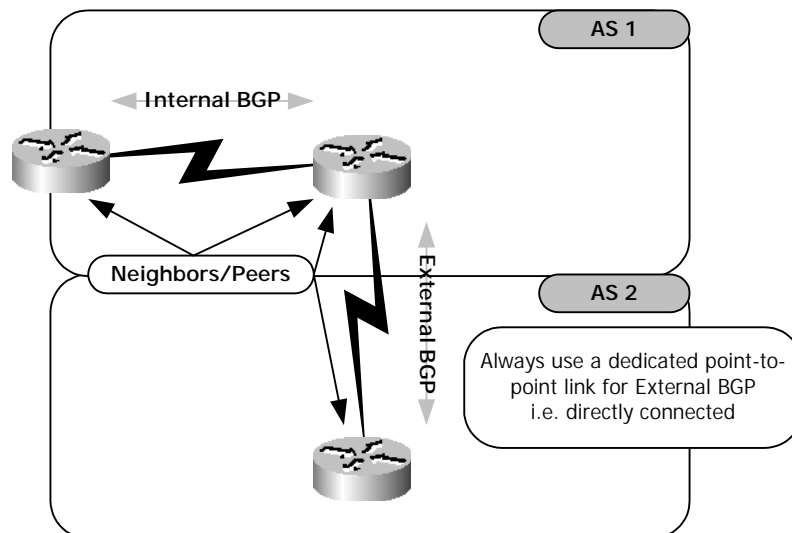 AS 1
Internal BGP
Neighbors/Peers
External BGP
AS 2
Always use a dedicated point-to-
point link for External BGP
i.e. directly connected